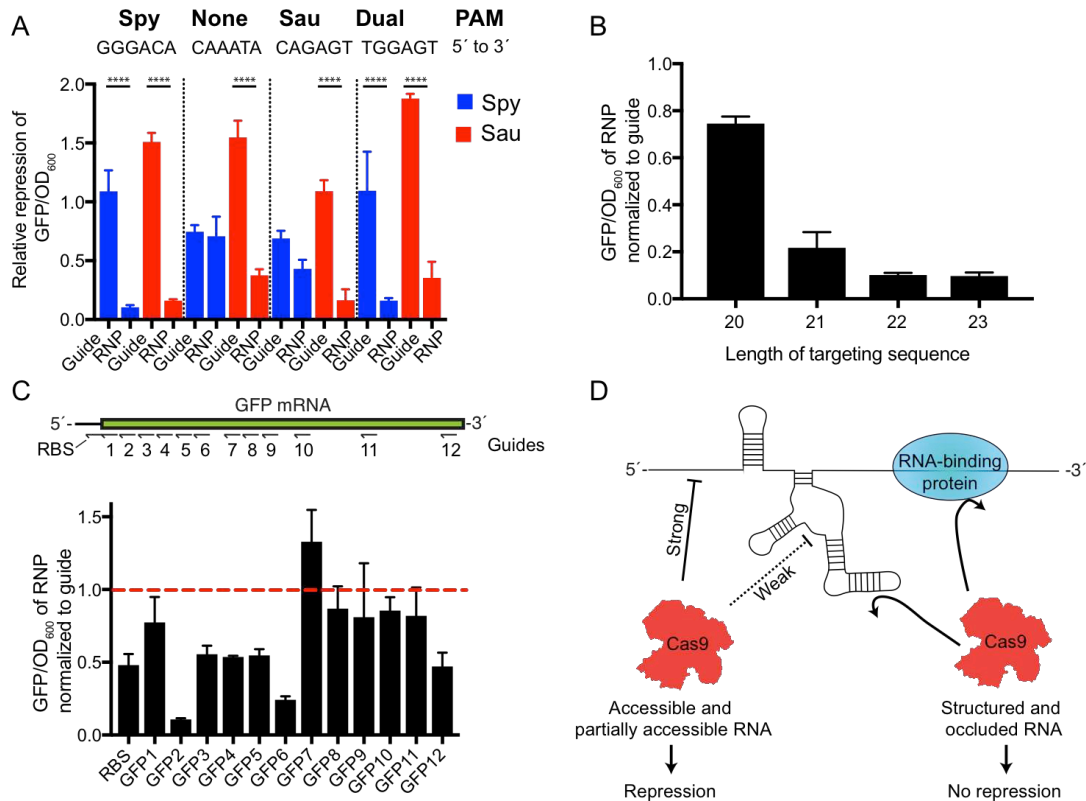 A
Spy None Sau Dual PAM
GGGACA CAAATA CAGAGT TGGAGT 5´ to 3´
**** **** **** **** **** ****
Relative repression of
GFP/OD600
2.0
1.5
1.0
0.5
0.0
Spy
Sau
Guide RNP Guide RNP Guide RNP Guide RNP Guide RNP Guide RNP Guide RNP Guide RNP
B
GFP/OD600 of RNP
normalized to guide
1.0
0.8
0.6
0.4
0.2
0.0
20 21 22 23
Length of targeting sequence
C
GFP mRNA
5´- -3´
RBS 1 2 3 4 5 6 7 8 9 10 11 12 Guides
GFP/OD600 of RNP
normalized to guide
1.5
1.0
0.5
0.0
RBS GFP1 GFP2 GFP3 GFP4 GFP5 GFP6 GFP7 GFP8 GFP9 GFP10 GFP11 GFP12
D
5´- -3´
RNA-binding
protein
Strong
Weak
Cas9 Cas9
Accessible and
partially accessible RNA
Repression
Structured and
occluded RNA
No repression